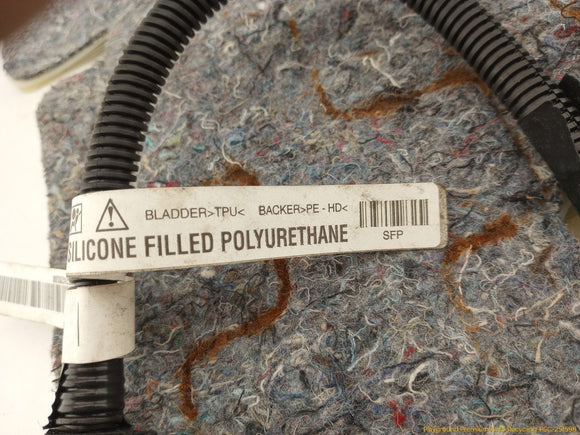 BLADDER>TPU< BACKER>PE - HD<
SILICONE FILLED POLYURETHANE
SFP